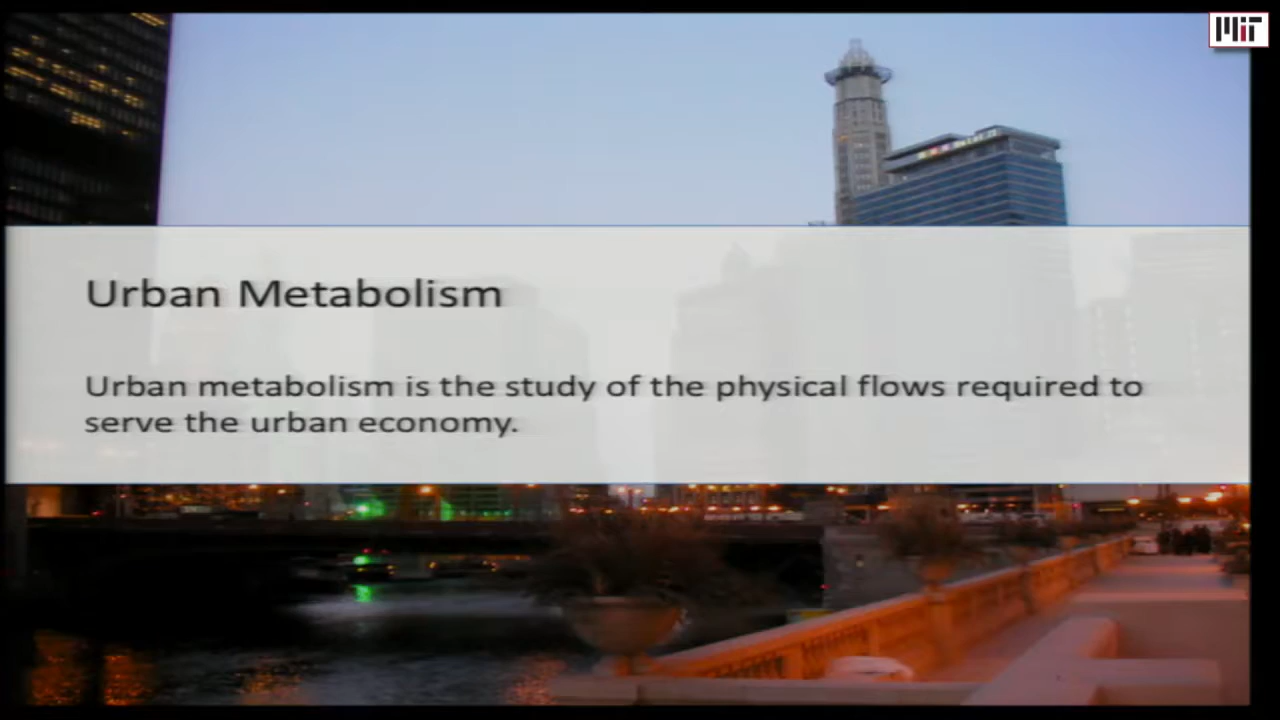 MIT
Urban Metabolism
Urban metabolism is the study of the physical flows required to
serve the urban economy.